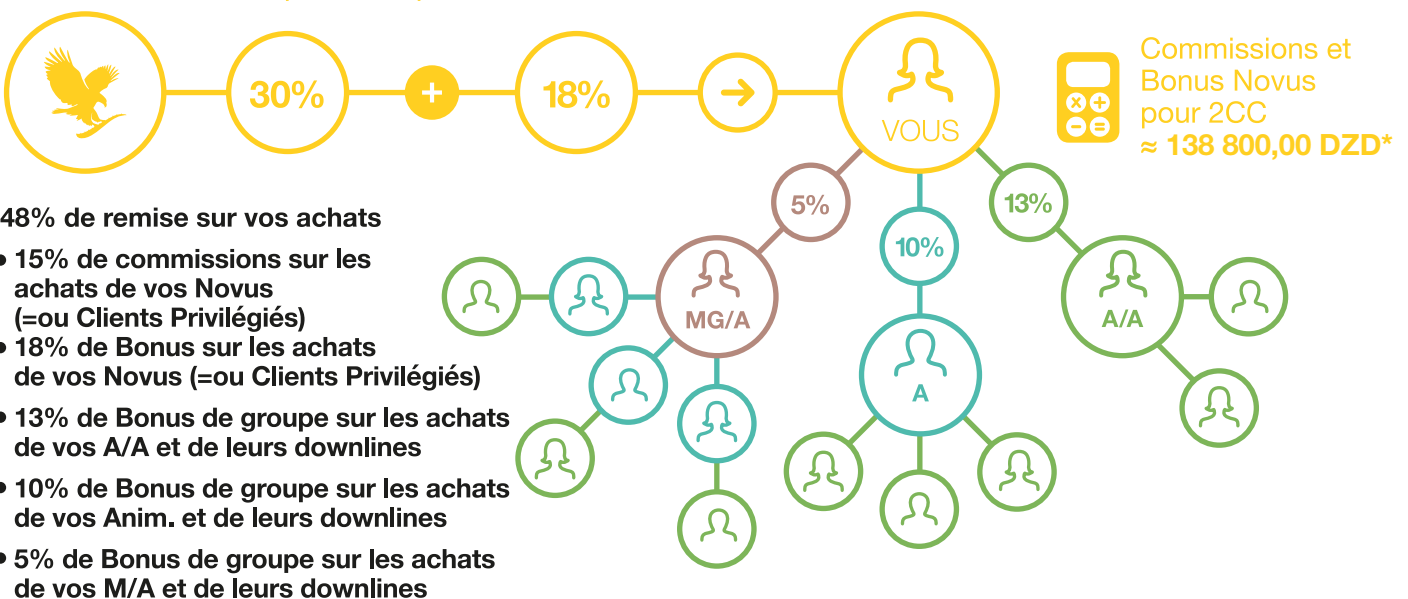 30%
+
18%
VOUS
Commissions et
Bonus Novus
pour 2CC
≈ 138 800,00 DZD*
5%
10%
13%
MG/A
A
A/A
48% de remise sur vos achats
• 15% de commissions sur les
achats de vos Novus
(=ou Clients Privilégiés)
• 18% de Bonus sur les achats
de vos Novus (=ou Clients Privilégiés)
• 13% de Bonus de groupe sur les achats
de vos A/A et de leurs downlines
• 10% de Bonus de groupe sur les achats
de vos Anim. et de leurs downlines
• 5% de Bonus de groupe sur les achats
de vos M/A et de leurs downlines